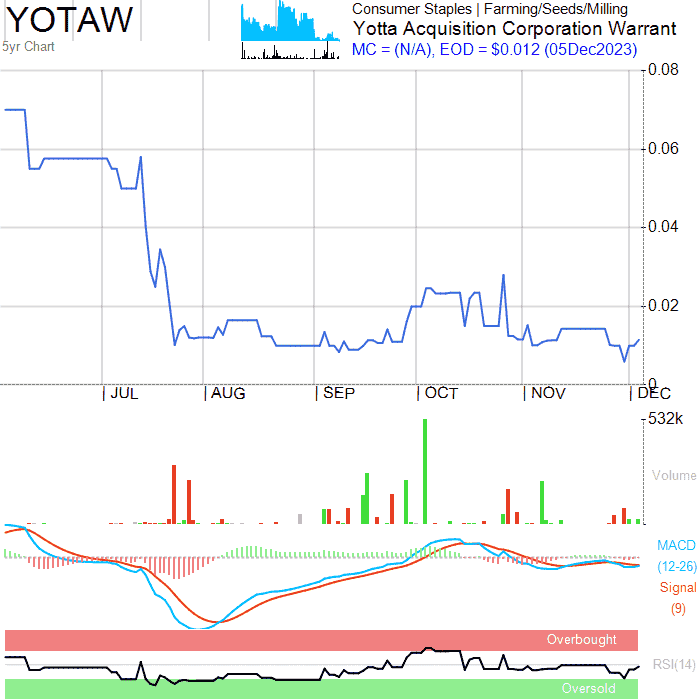 YOTAW
5yr Chart
Consumer Staples | Farming/Seeds/Milling
Yotta Acquisition Corporation Warrant
MC = (N/A), EOD = $0.012 (05Dec2023)
0.08
0.06
0.04
0.02
0
JUL AUG SEP OCT NOV DEC
532k
Volume
MACD
(12-26)
Signal
(9)
Overbought
RSI(14)
Oversold